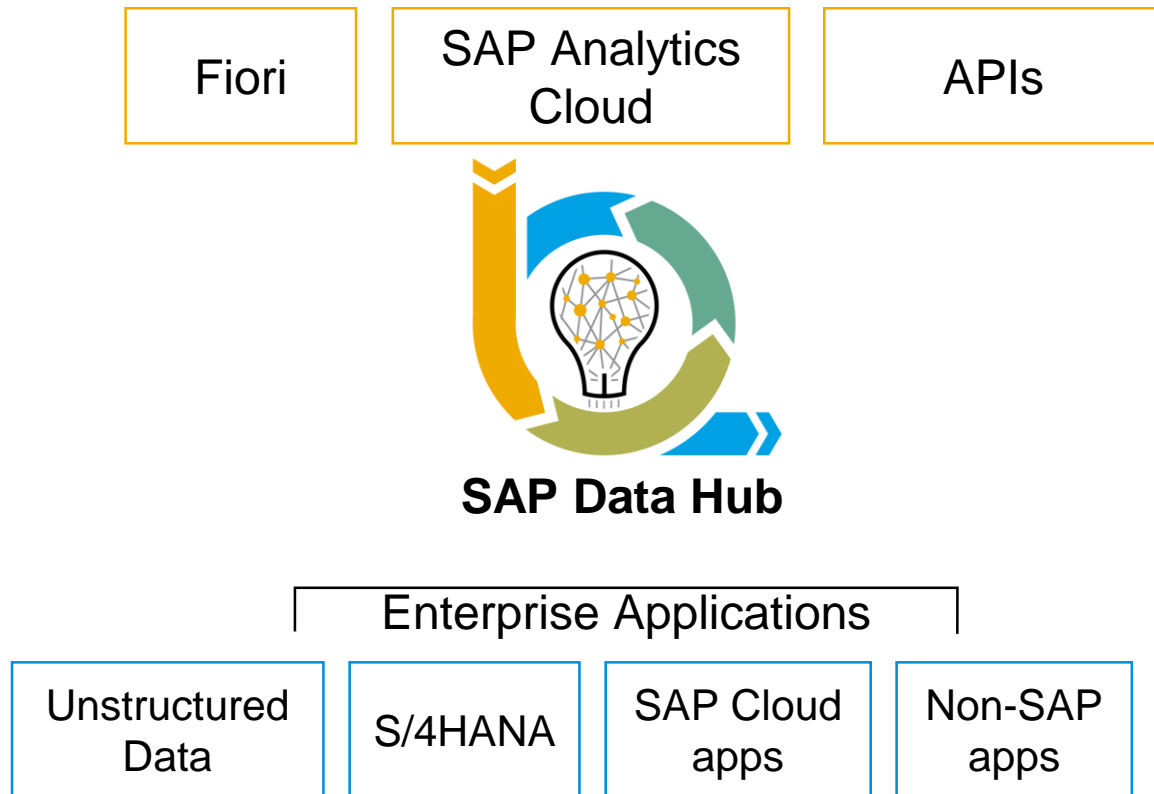 Fiori
SAP Analytics
Cloud
APIs
SAP Data Hub
Enterprise Applications
Unstructured
Data
S/4HANA
SAP Cloud
apps
Non-SAP
apps